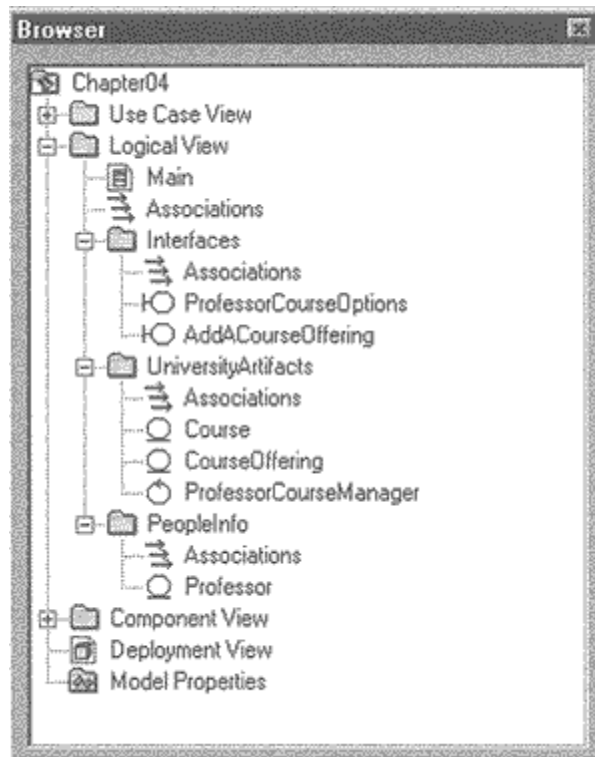 Browser
Chapter04
Use Case View
Logical View
Main
Associations
Interfaces
Associations
ProfessorCourseOptions
AddACourseOffering
UniversityArtifacts
Associations
Course
CourseOffering
ProfessorCourseManager
PeopleInfo
Associations
Professor
Component View
Deployment View
Model Properties